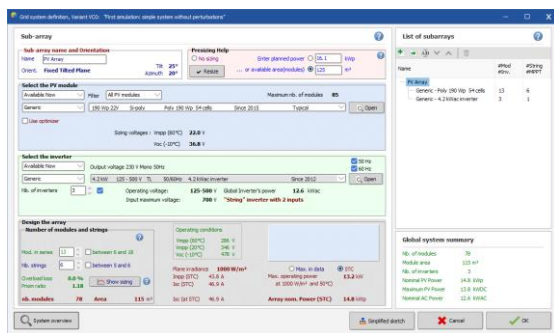 Grid system definition, Variant VC0: "First simulation: simple system without perturbations"
Sub-array
List of subarrays
Sub-array name and Orientation
Name PV Array
Orient. Fixed Tilted Plane
Tilt 25°
Azimuth 20°
Presizing Help
No sizing
Enter planned power 16.1 kWp
Resize ... or available area(modules) 125 m²
Name #Mod #Inv. #String #MPPT
PV Array
Generic - Poly 190 Wp 54 cells 13 6
Generic - 4.2 kWac inverter 3 1
Select the PV module
Available Now Filter All PV modules Maximum nb. of modules 85
Generic 190 Wp 22V Si-poly Poly 190 Wp 54 cells Since 2015 Typical Open
Use optimizer
Sizing voltages : Vmpp (60°C) 22.0 V
Voc (-10°C) 36.8 V
Select the inverter
50 Hz
60 Hz
Available Now Output voltage 230 V Mono 50Hz
Generic 4.2 kW 125 - 500 V TL 50/60Hz 4.2 kWac inverter Since 2012 Open
Nb. of inverters 3 Operating voltage: 125-500 V Global Inverter's power 12.6 kWac
Input maximum voltage: 700 V "String" inverter with 2 inputs
Design the array
Number of modules and strings
Mod. in series 13 between 6 and 18
Nb. strings 6 between 5 and 6
Overload loss 0.0 %
Pnom ratio 1.18
Show sizing
nb. modules 78 Area 115 m²
Operating conditions
Vmpp (60°C) 286 V
Vmpp (20°C) 346 V
Voc (-10°C) 478 V
Plane irradiance 1000 W/m²
Impp (STC) 43.8 A
Isc (STC) 46.9 A
Isc (at STC) 46.9 A
Max. in data STC
Max. operating power 13.2 kW
at 1000 W/m² and 50°C)
Array nom. Power (STC) 14.8 kWp
Global system summary
Nb. of modules 78
Module area 115 m²
Nb. of inverters 3
Nominal PV Power 14.8 kWp
Maximum PV Power 13.8 kWDC
Nominal AC Power 12.6 kWAC
System overview
Simplified sketch
Cancel
OK